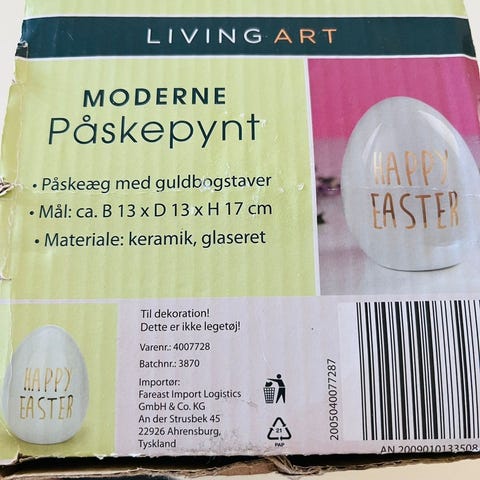 LIVING ART
MODERNE
Påskepynt
• Påskeæg med guldbogstaver
• Mål: ca. B 13 x D 13 x H 17 cm
• Materiale: keramik, glaseret
HAPPY
EASTER
Til dekoration!
Dette er ikke legetøj!
Varenr.: 4007728
Batchnr.: 3870
Importør:
Fareast Import Logistics
GmbH & Co. KG
An der Strusbek 45
22926 Ahrensburg,
Tyskland
HAPPY
EASTER
21
PAP
2005040077287
AN 2009010133508